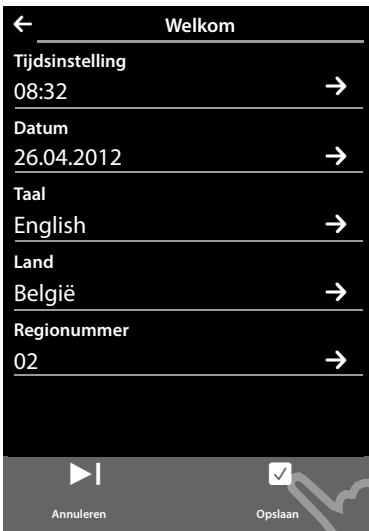 Welkom
Tijdsinstelling
08:32
Datum
26.04.2012
Taal
English
Land
België
Regionummer
02
Annuleren
Opslaan